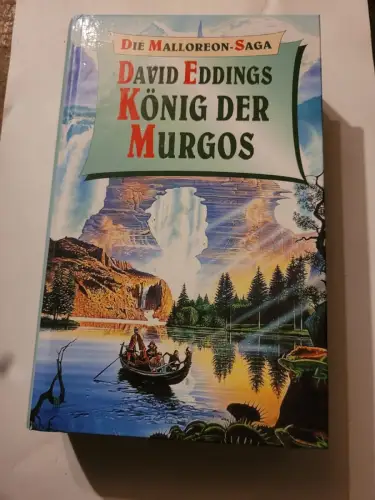 Die Malloreon-Saga
David Eddings
König der
Murgos